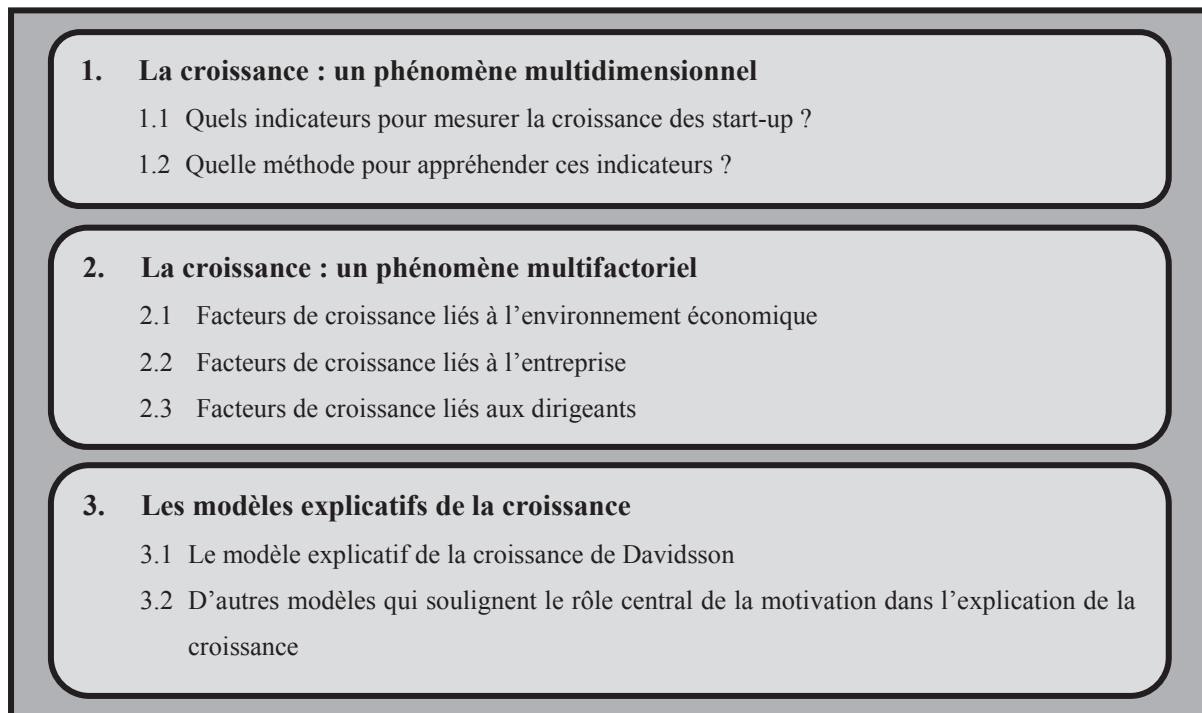 1. La croissance : un phénomène multidimensionnel
1.1 Quels indicateurs pour mesurer la croissance des start-up ?
1.2 Quelle méthode pour appréhender ces indicateurs ?
2. La croissance : un phénomène multifactoriel
2.1 Facteurs de croissance liés à l’environnement économique
2.2 Facteurs de croissance liés à l’entreprise
2.3 Facteurs de croissance liés aux dirigeants
3. Les modèles explicatifs de la croissance
3.1 Le modèle explicatif de la croissance de Davidsson
3.2 D’autres modèles qui soulignent le rôle central de la motivation dans l’explication de la
croissance